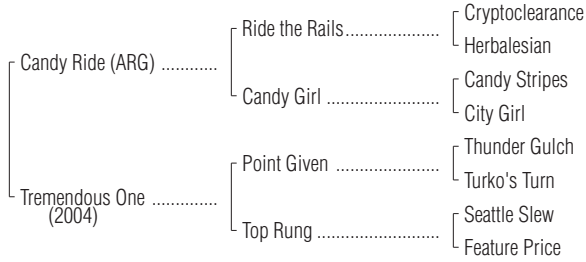 Cryptoclearance
Ride the Rails.....................
Herbalesian
Candy Ride (ARG) ............
Candy Stripes
Candy Girl .........................
City Girl
Thunder Gulch
Point Given .......................
Turko's Turn
Tremendous One ..............
(2004)
Seattle Slew
Top Rung ...........................
Feature Price